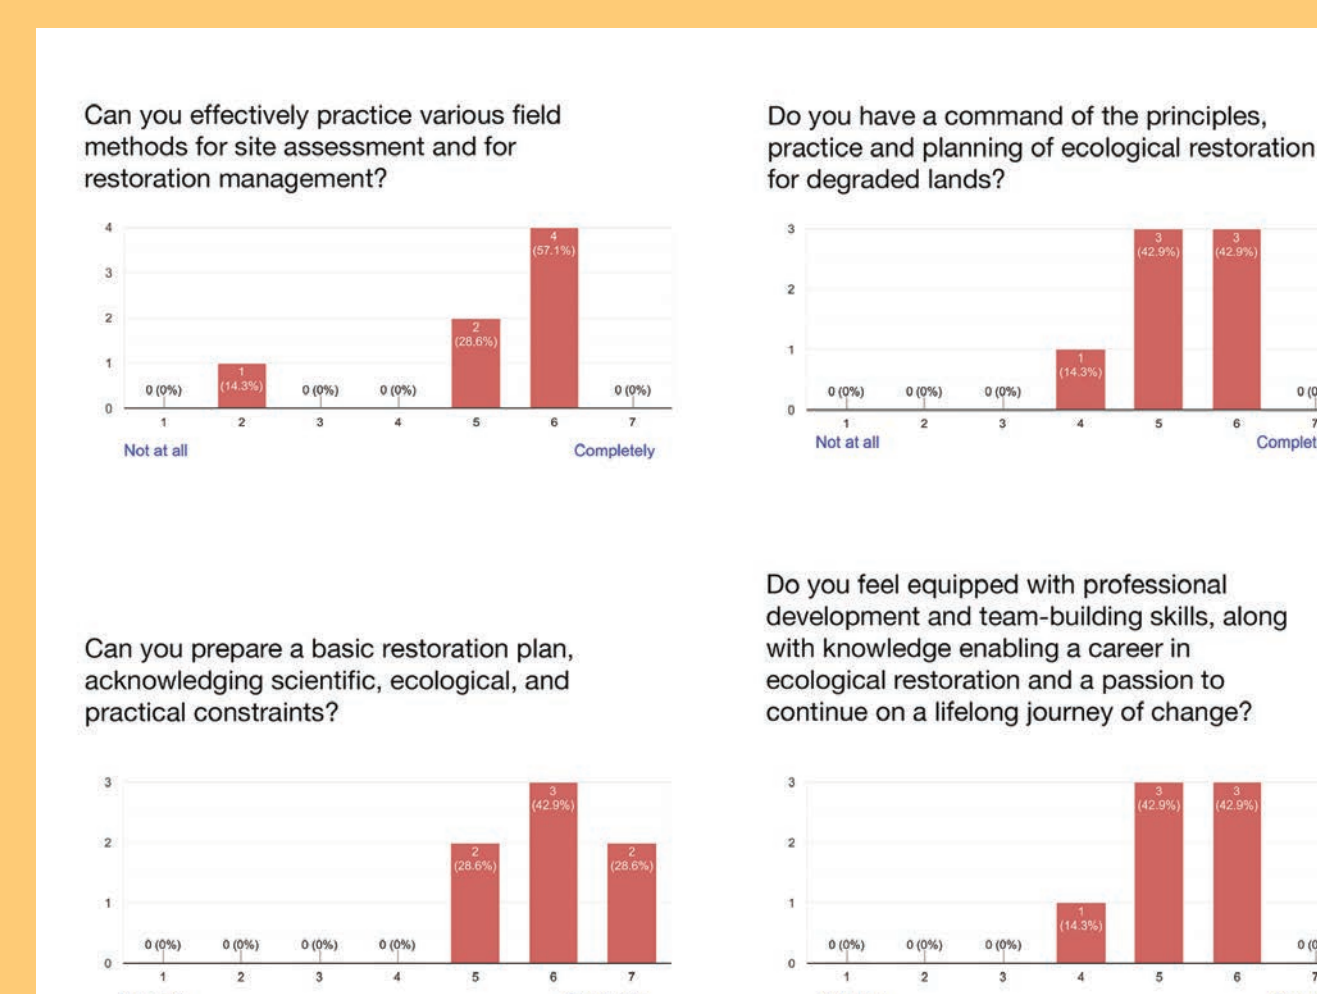 Can you effectively practice various field
methods for site assessment and for
restoration management?
4
3
2
1
0
0 (0%)
1
(14.3%)
0 (0%)
0 (0%)
2
(28.6%)
4
(57.1%)
0 (0%)
1 2 3 4 5 6 7
Not at all Completely
Do you have a command of the principles,
practice and planning of ecological restoration
for degraded lands?
3
2
1
0
0 (0%)
0 (0%)
0 (0%)
1
(14.3%)
3
(42.9%)
3
(42.9%)
1 2 3 4 5 6 7
Not at all
Can you prepare a basic restoration plan,
acknowledging scientific, ecological, and
practical constraints?
3
2
1
0
0 (0%)
0 (0%)
0 (0%)
0 (0%)
2
(28.6%)
3
(42.9%)
2
(28.6%)
1 2 3 4 5 6 7
Do you feel equipped with professional
development and team-building skills, along
with knowledge enabling a career in
ecological restoration and a passion to
continue on a lifelong journey of change?
3
2
1
0
0 (0%)
0 (0%)
0 (0%)
1
(14.3%)
3
(42.9%)
3
(42.9%)
1 2 3 4 5 6 7